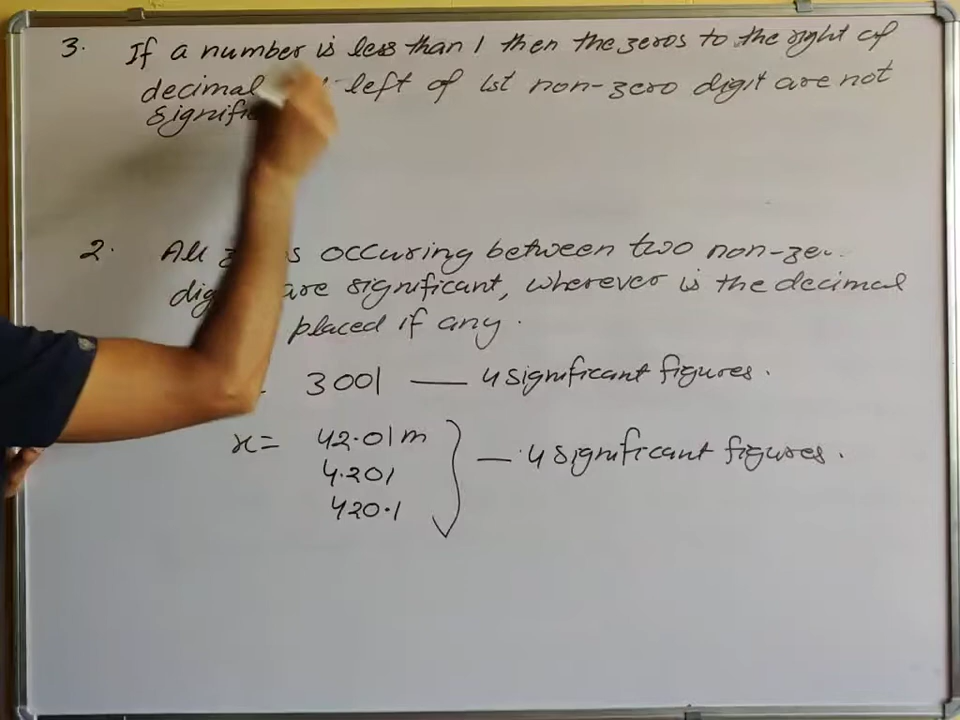 3. If a number is less than 1 then the zeros to the right of
decimal left of 1st non-zero digit are not
2. All occuring between two non-
are significant, wherever is the decimal
placed if any.
3001 — 4 significant figures.
x = 42.01 m
4.201 — 4 significant figures.
420.1